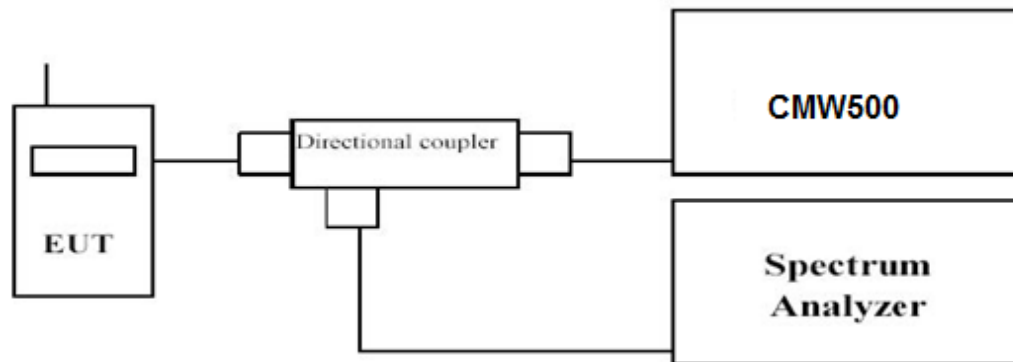 CMW500
Directional coupler
EUT
Spectrum
Analyzer